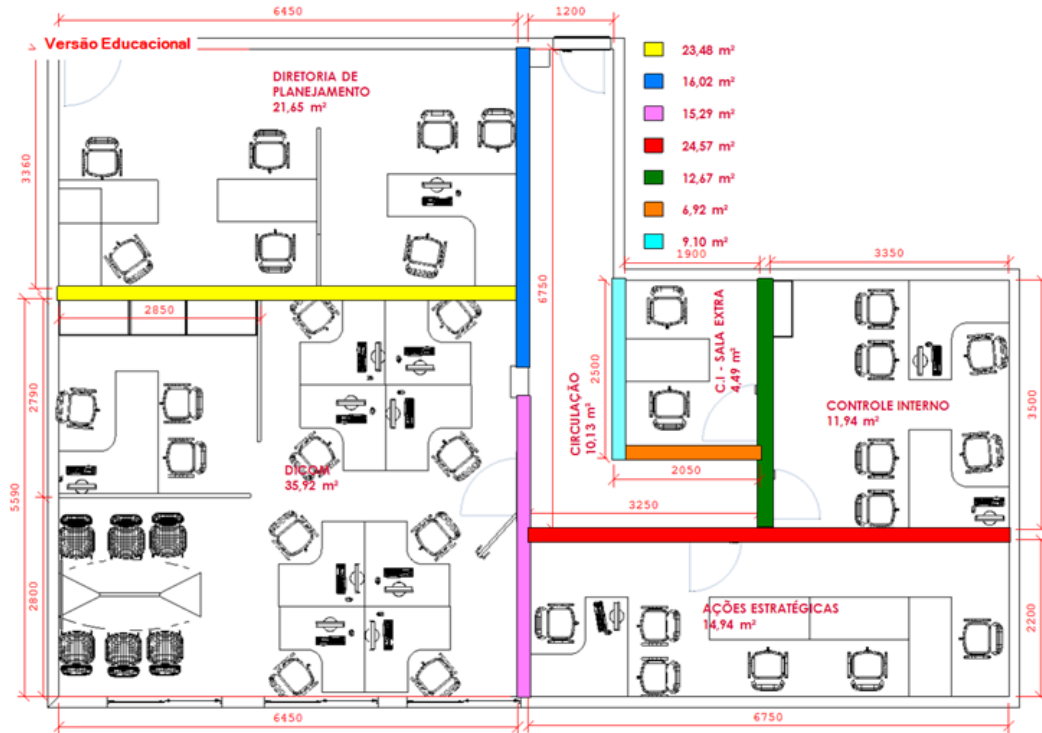 6450
1200
Versão Educacional
DIRETORIA DE
PLANEJAMENTO
21,65 m²
23,48 m²
16,02 m²
15,29 m²
24,57 m²
12,67 m²
6,92 m²
9.10 m²
3360
6750
1900
3350
2850
2790
2500
C.I - SALA EXTRA
4,49 m²
CIRCULAÇÃO
10,13 m²
CONTROLE INTERNO
11,94 m²
3500
DICOM
35,92 m²
2050
3250
5590
2800
AÇÕES ESTRATÉGICAS
14,94 m²
2200
6450
6750